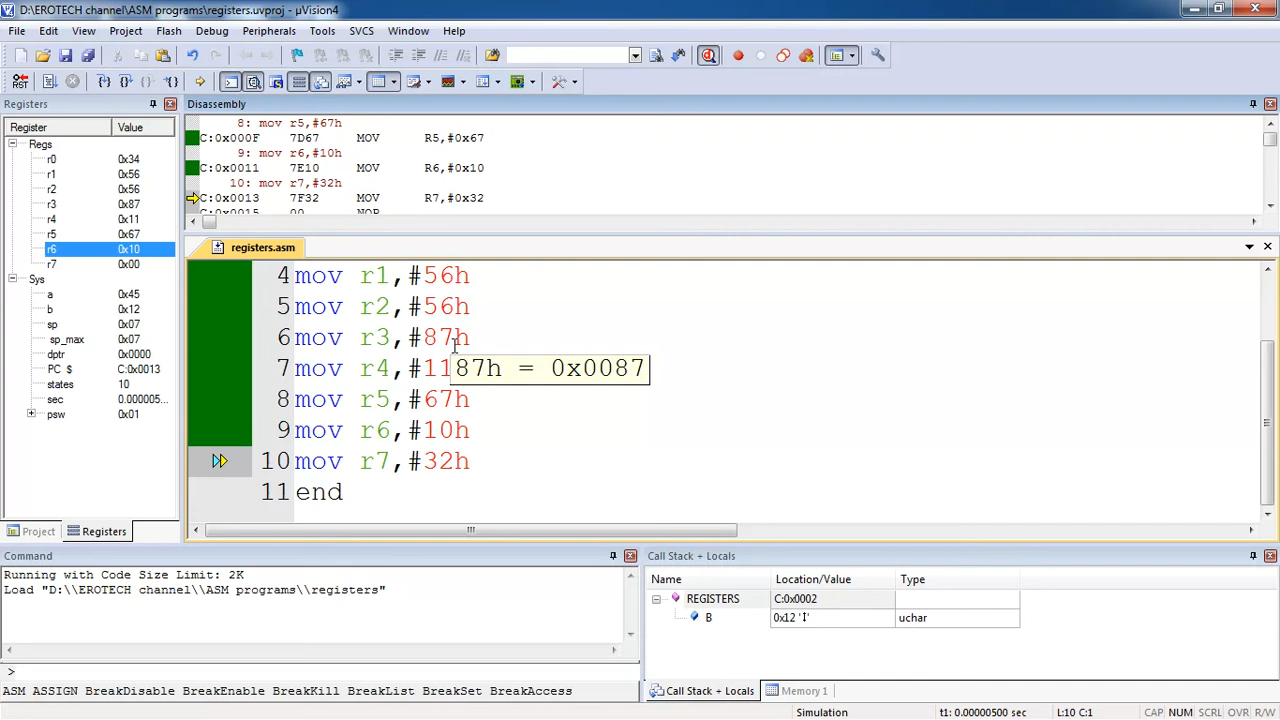 D:\EROTECH channel\ASM programs\registers.uvproj - µVision4
File Edit View Project Flash Debug Peripherals Tools SVCS Window Help
Registers
Register Value
Regs
r0 0x34
r1 0x56
r2 0x56
r3 0x87
r4 0x11
r5 0x67
r6 0x10
r7 0x00
Sys
a 0x45
b 0x12
sp 0x07
sp_max 0x07
dptr 0x0000
PC $ C:0x0013
states 10
sec 0.000005...
psw 0x01
Project Registers
Disassembly
8: mov r5,#67h
C:0x000F 7D67 MOV R5,#0x67
9: mov r6,#10h
C:0x0011 7E10 MOV R6,#0x10
10: mov r7,#32h
C:0x0013 7F32 MOV R7,#0x32
C:0x0015 00 NOP
registers.asm
4 mov r1,#56h
5 mov r2,#56h
6 mov r3,#87h
7 mov r4,#11
87h = 0x0087
8 mov r5,#67h
9 mov r6,#10h
10 mov r7,#32h
11 end
Command
Running with Code Size Limit: 2K
Load "D:\\EROTECH channel\\ASM programs\\registers"
>
ASM ASSIGN BreakDisable BreakEnable BreakKill BreakList BreakSet BreakAccess
Call Stack + Locals
Name Location/Value Type
REGISTERS C:0x0002
B 0x12 '↕' uchar
Call Stack + Locals Memory 1
Simulation t1: 0.00000500 sec L:10 C:1 CAP NUM SCRL OVR R/W